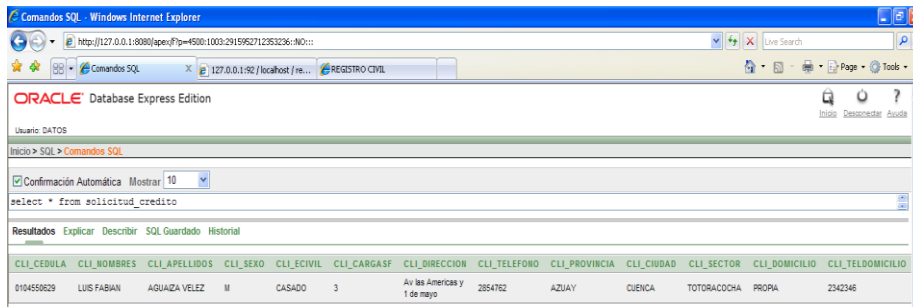 Comandos SQL - Windows Internet Explorer
http://127.0.0.1:8080/apex/f?p=4500:1003:2915952712353236::NO:::
Live Search
Comandos SQL
127.0.0.1:92 / localhost / re...
REGISTRO CIVIL
Page
Tools
ORACLE Database Express Edition
Inicio Desconectar Ayuda
Usuario: DATOS
Inicio > SQL > Comandos SQL
Confirmación Automática Mostrar 10
select * from solicitud_credito
Resultados Explicar Describir SQL Guardado Historial
CLI_CEDULA CLI_NOMBRES CLI_APELLIDOS CLI_SEXO CLI_ECIVIL CLI_CARGASF CLI_DIRECCION CLI_TELEFONO CLI_PROVINCIA CLI_CIUDAD CLI_SECTOR CLI_DOMICILIO CLI_TELDOMICILIO
0104550629 LUIS FABIAN AGUAIZA VELEZ M CASADO 3 Av las Americas y 1 de mayo 2854762 AZUAY CUENCA TOTORACOCHA PROPIA 2342346